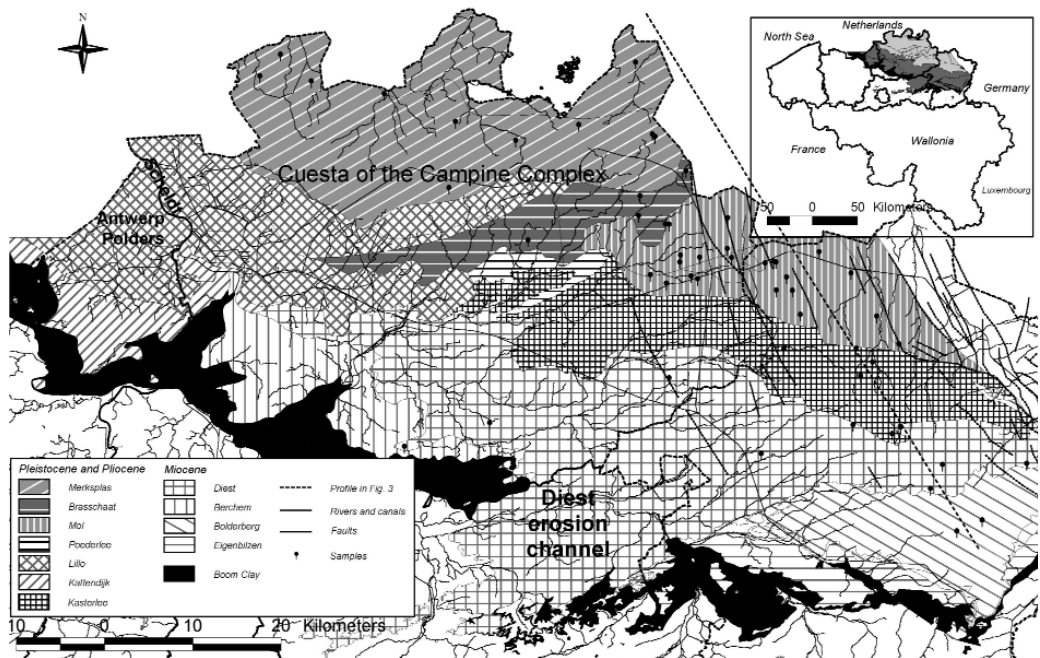 N
North Sea
Netherlands
Germany
Wallonia
France
Luxembourg
50 0 50 Kilometers
Cuesta of the Campine Complex
Scheldt
Antwerp
Polders
Diest
erosion
channel
Pleistocene and Pliocene
Merksplas
Brasschaat
Mol
Poederlee
Lillo
Kattendijk
Kasterlee
Miocene
Diest
Berchem
Bolderberg
Eigenbilzen
Boom Clay
Profile in Fig. 3
Rivers and canals
Faults
Samples
10 0 10 20 Kilometers